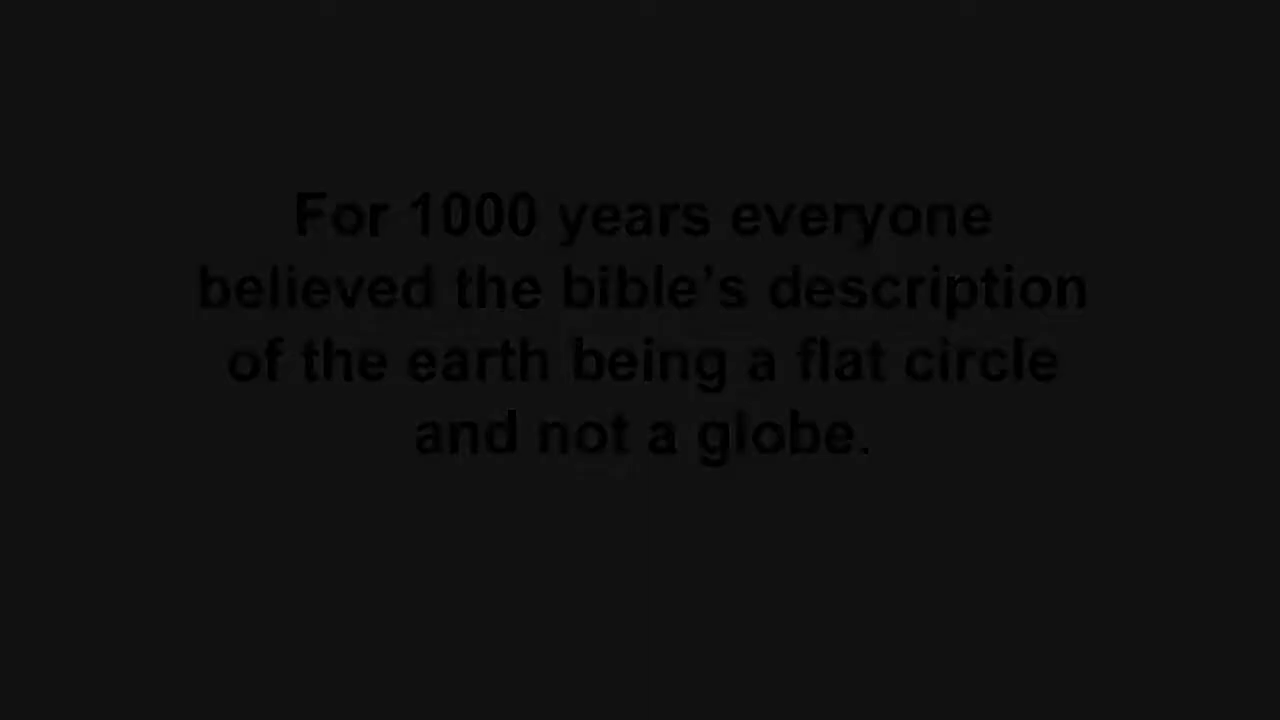 For 1000 years everyone
believed the bible's description
of the earth being a flat circle
and not a globe.